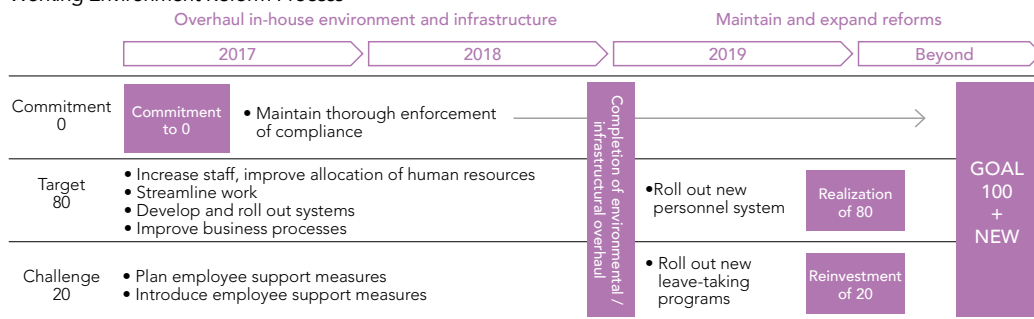 Working Environment Reform Process
Overhaul in-house environment and infrastructure
Maintain and expand reforms
2017
2018
2019
Beyond
Commitment
0
Commitment
to 0
• Maintain thorough enforcement
of compliance
Completion of environmental /
infrastructural overhaul
GOAL
100
+
NEW
Target
80
• Increase staff, improve allocation of human resources
• Streamline work
• Develop and roll out systems
• Improve business processes
•Roll out new
personnel system
Realization
of 80
Challenge
20
• Plan employee support measures
• Introduce employee support measures
• Roll out new
leave-taking
programs
Reinvestment
of 20